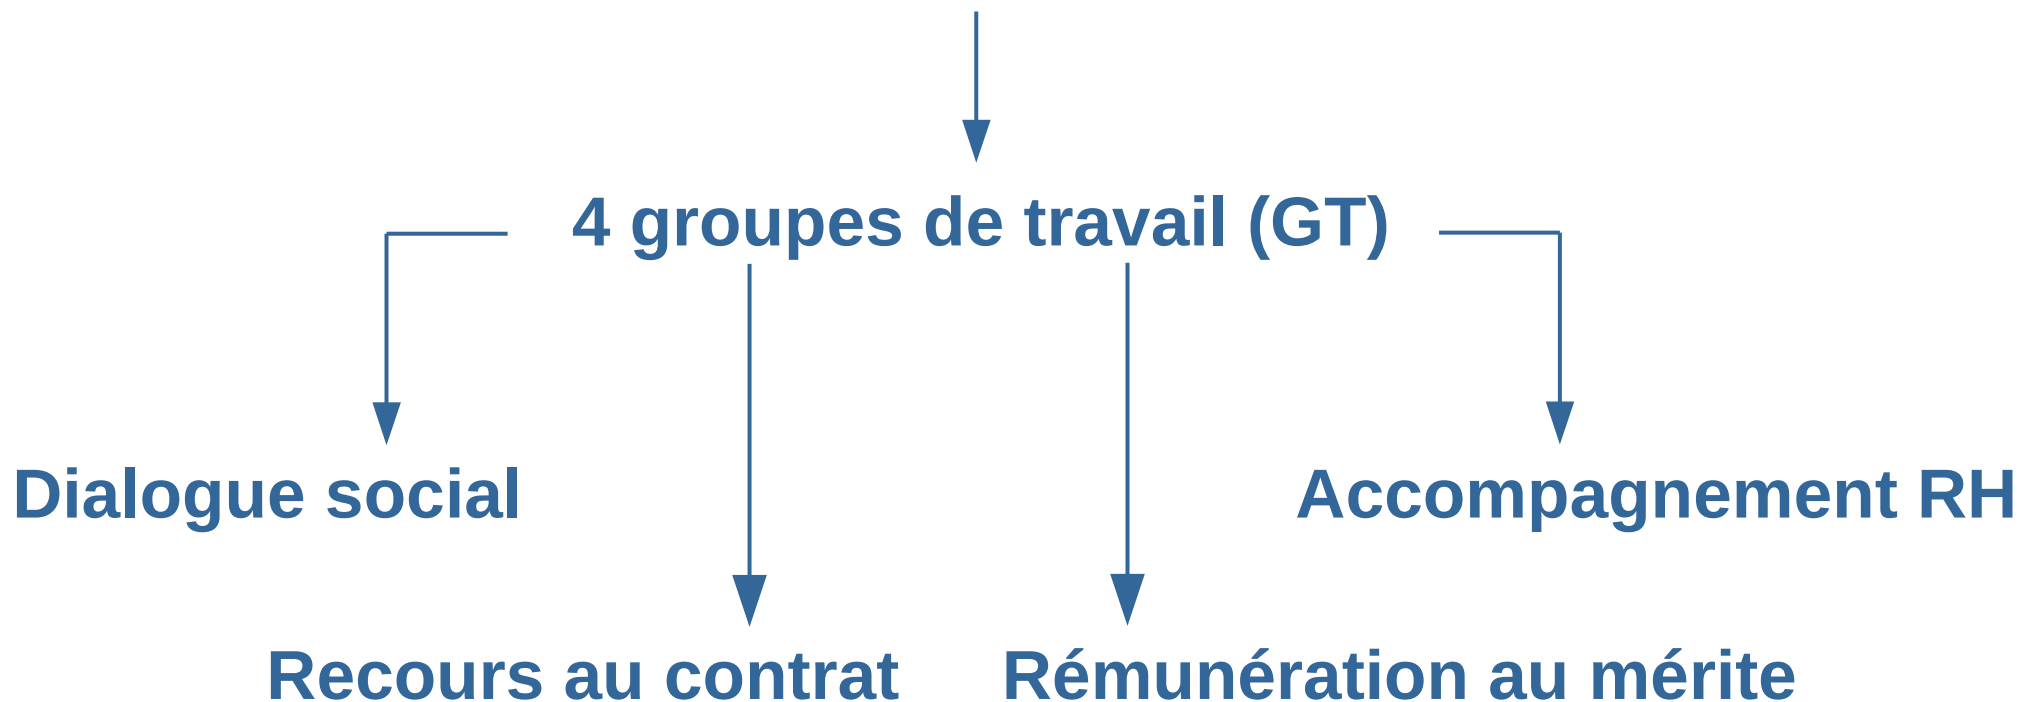 4 groupes de travail (GT)
Dialogue social
Accompagnement RH
Recours au contrat
Rémunération au mérite